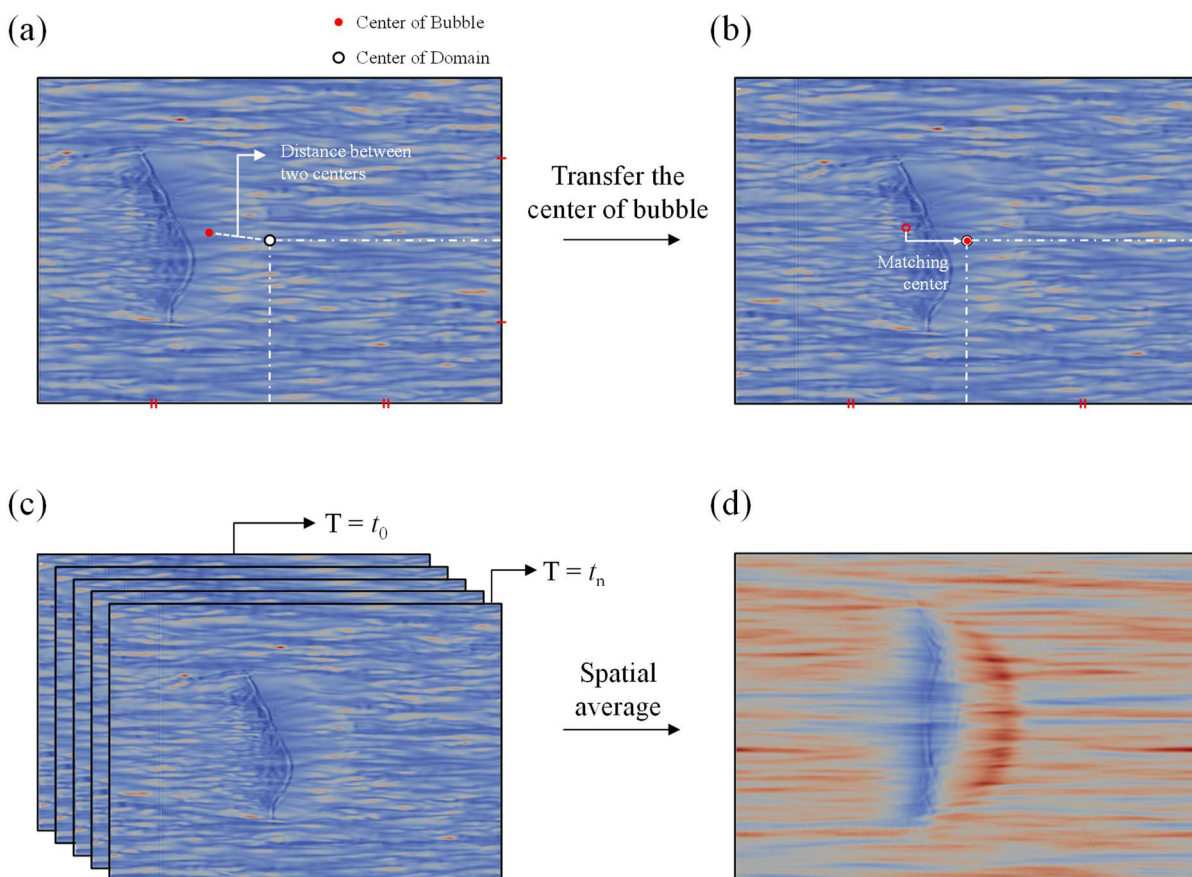 (a)
Center of Bubble
Center of Domain
(b)
Distance between
two centers
Transfer the
center of bubble
Matching
center
(c)
T = t₀
T = tₙ
(d)
Spatial
average